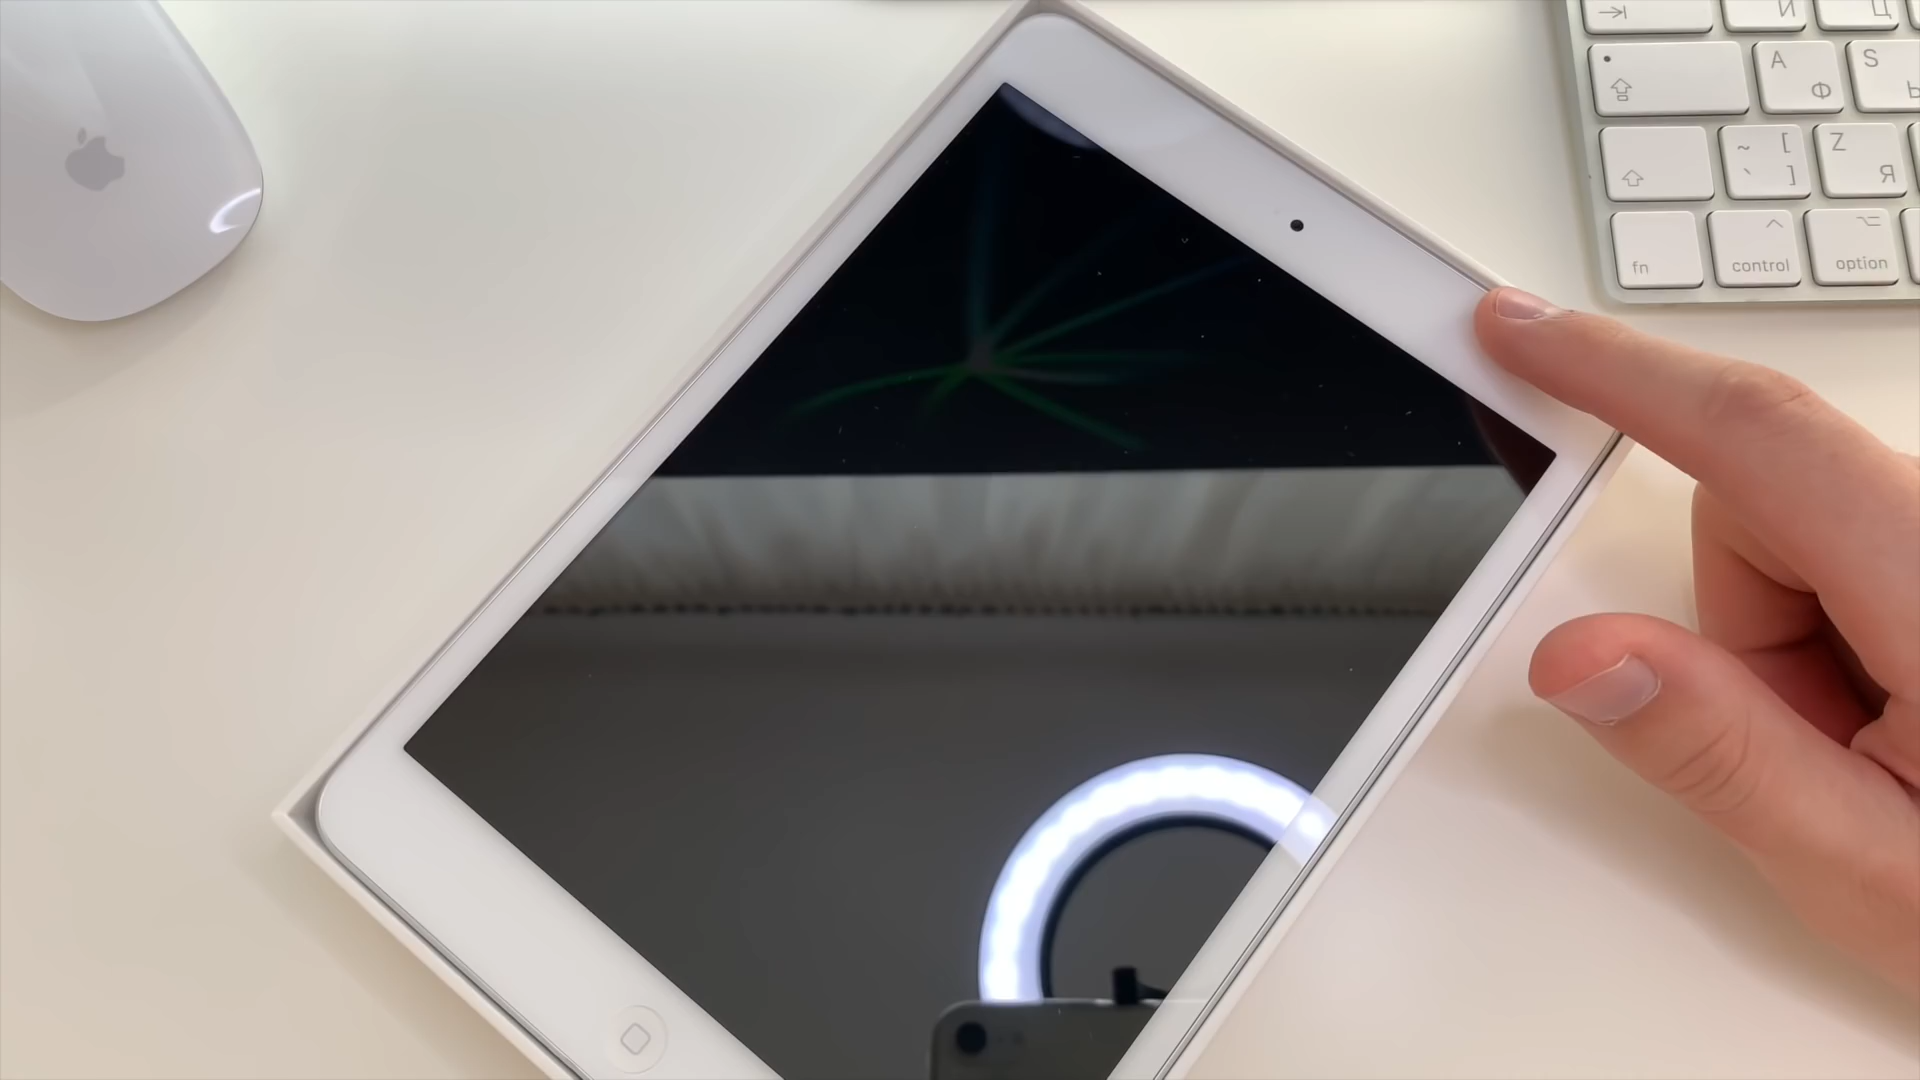 И Ц
A Ф S Ы
~ [ ` ] Z Я
fn control option